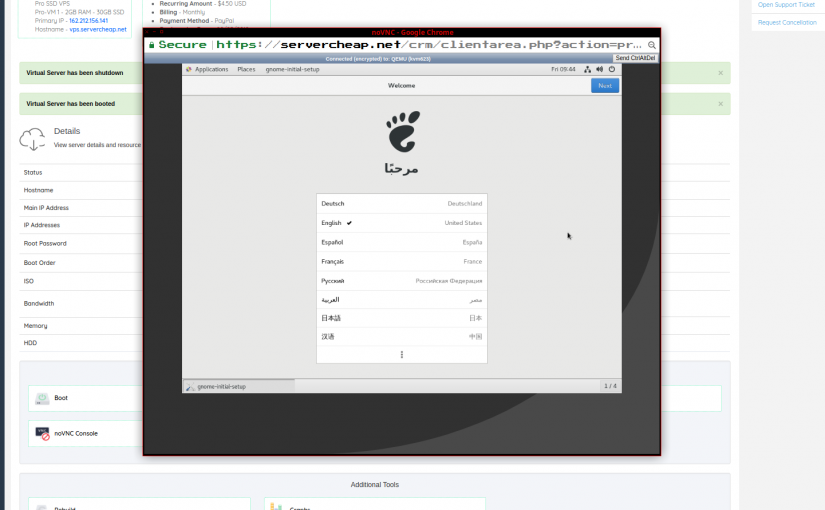 Pro SSD VPS
Pro-VM 1 - 2GB RAM - 30GB SSD
Primary IP - 162.212.156.141
Hostname - vps.servercheap.net
Recurring Amount - $4.50 USD
Billing - Monthly
Payment Method - PayPal
Open Support Ticket
Request Cancellation
noVNC - Google Chrome
Secure | https://servercheap.net/crm/clientarea.php?action=pr...
Connected (encrypted) to: QEMU (kvm623)
Send CtrlAltDel
Applications Places gnome-initial-setup Fri 09:44
Welcome
Next
مرحبًا
Deutsch Deutschland
English ✔ United States
Español España
Français France
Русский Российская Федерация
العربية مصر
日本語 日本
汉语 中国
gnome-initial-setup
1 / 4
Virtual Server has been shutdown ×
Virtual Server has been booted ×
Details
View server details and resource
Status
Hostname
Main IP Address
IP Addresses
Root Password
Boot Order
ISO
Bandwidth
Memory
HDD
Boot
noVNC Console
Additional Tools